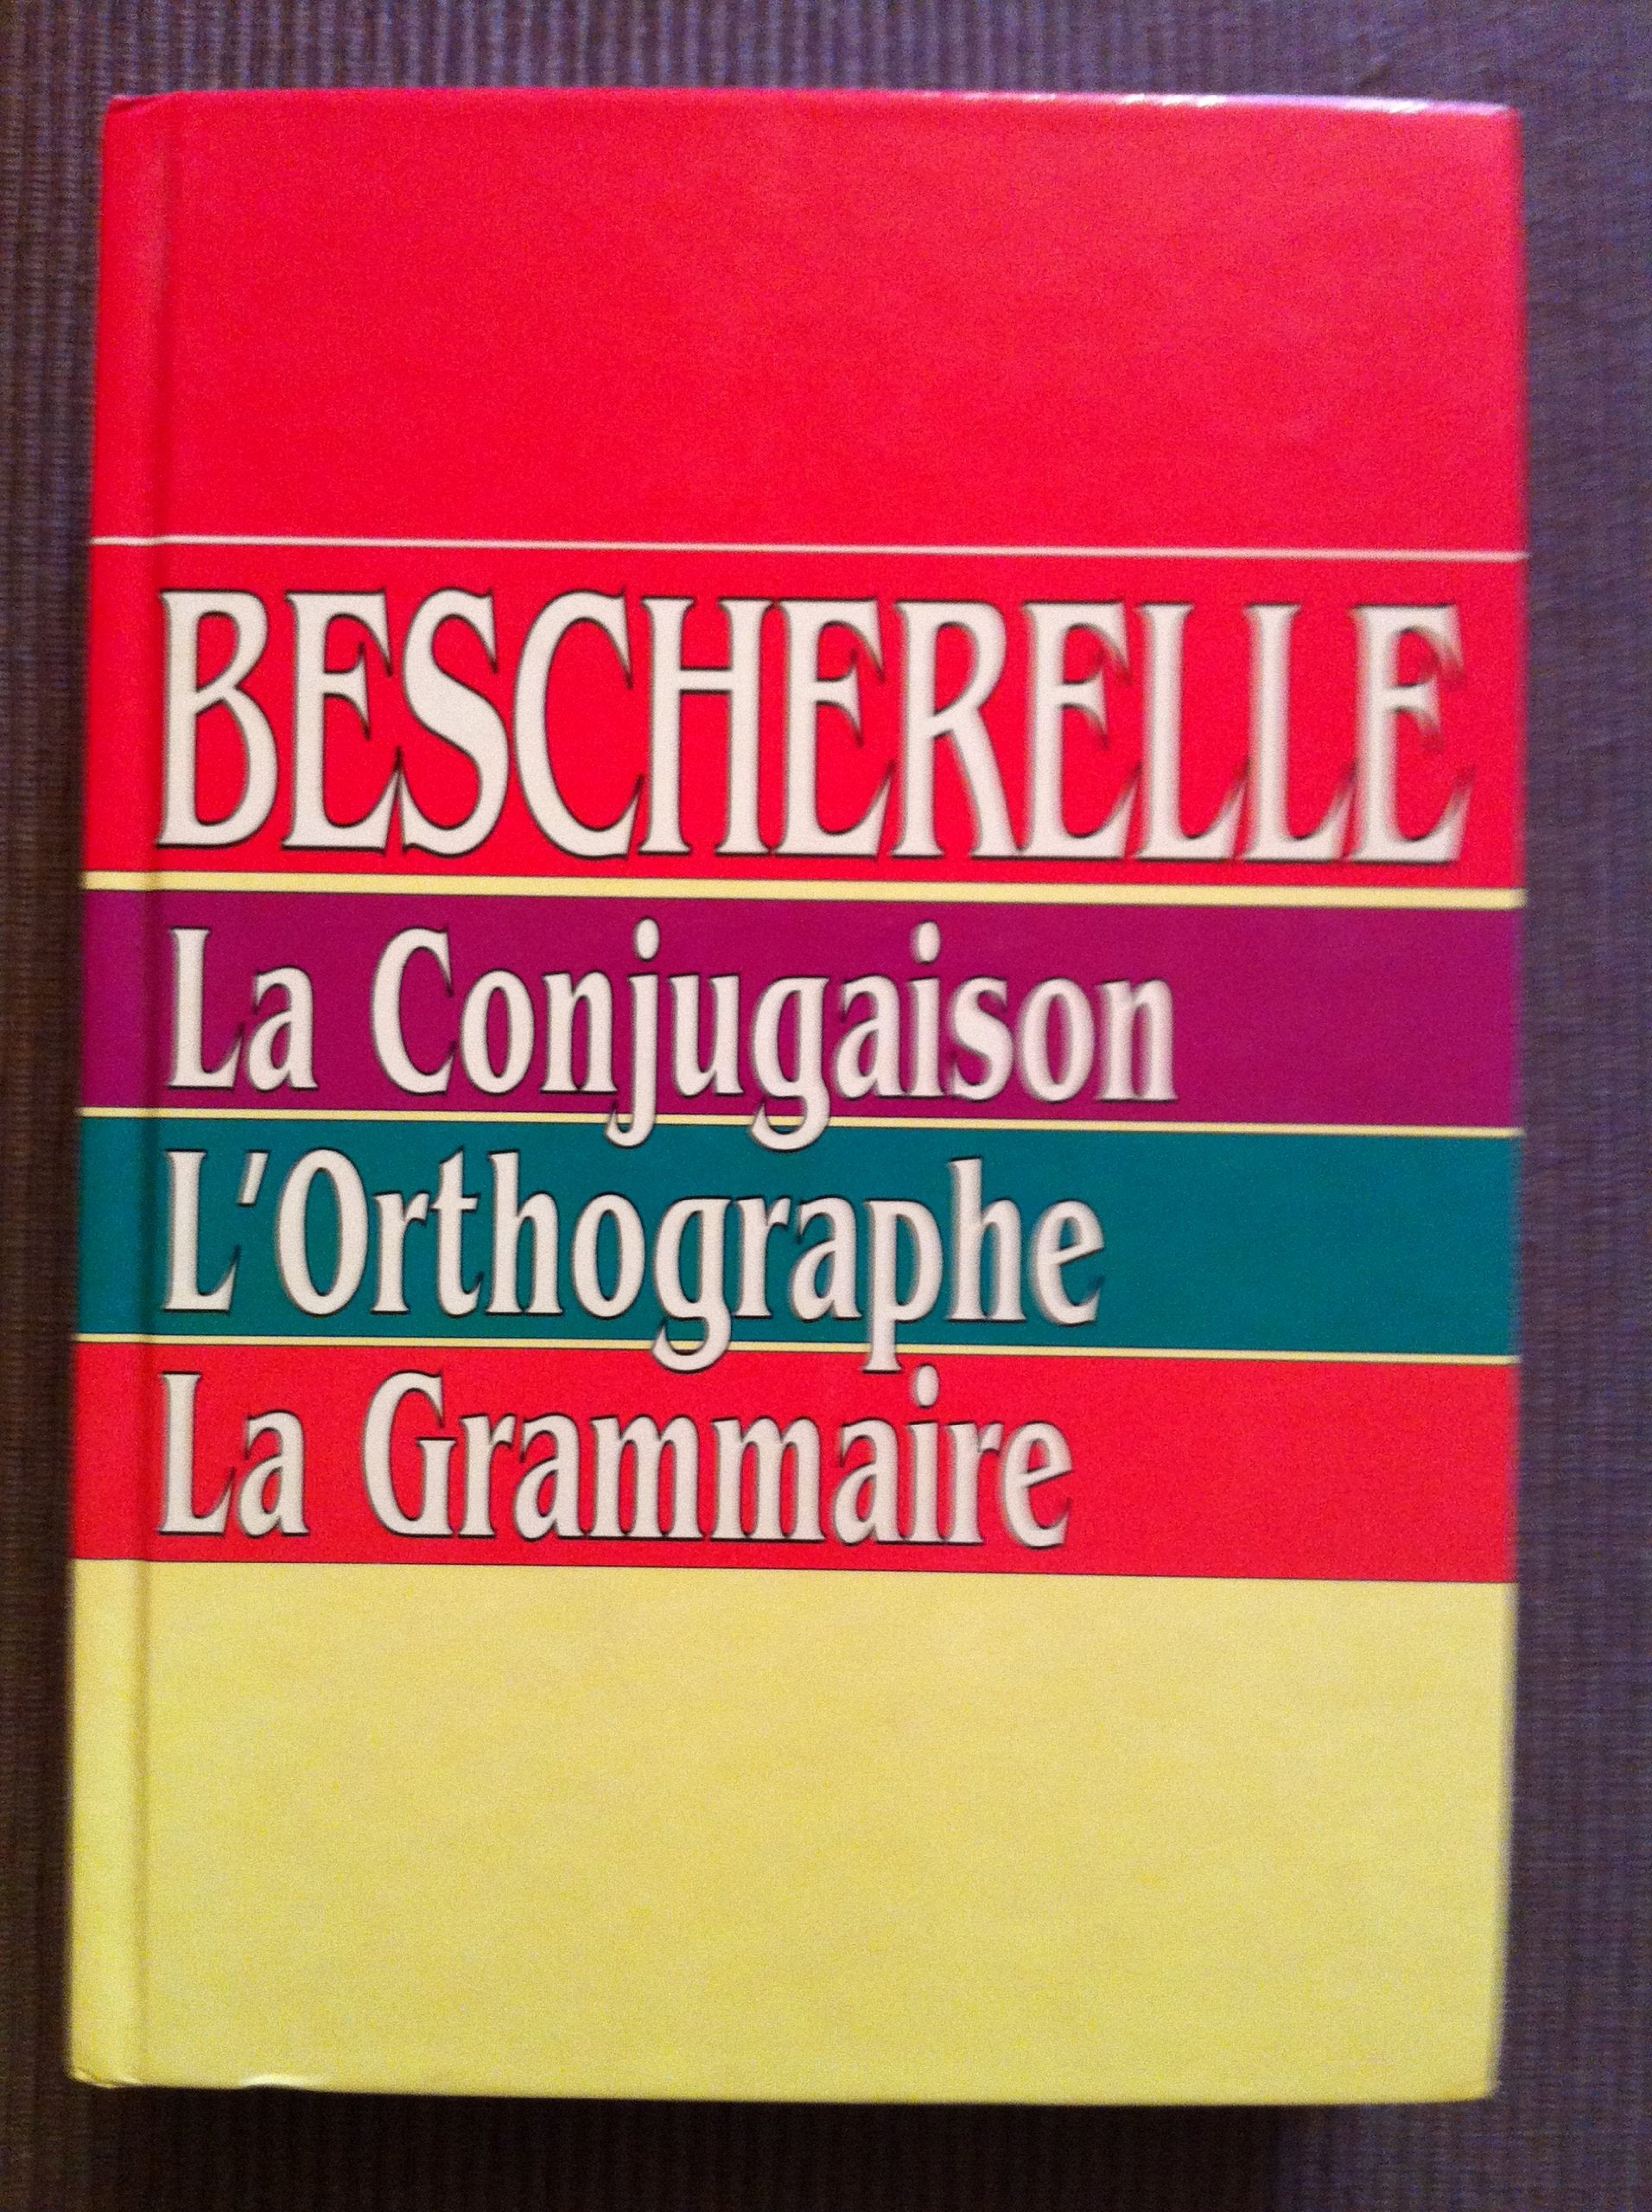 BESCHERELLE
La Conjugaison
L'Orthographe
La Grammaire